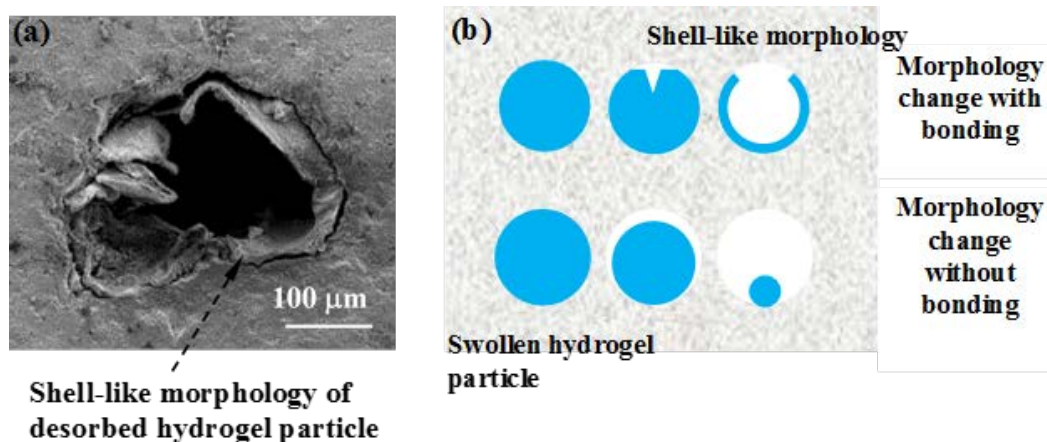 (a)
100 μm
Shell-like morphology of
desorbed hydrogel particle
(b)
Shell-like morphology
Morphology
change with
bonding
Morphology
change
without
bonding
Swollen hydrogel
particle